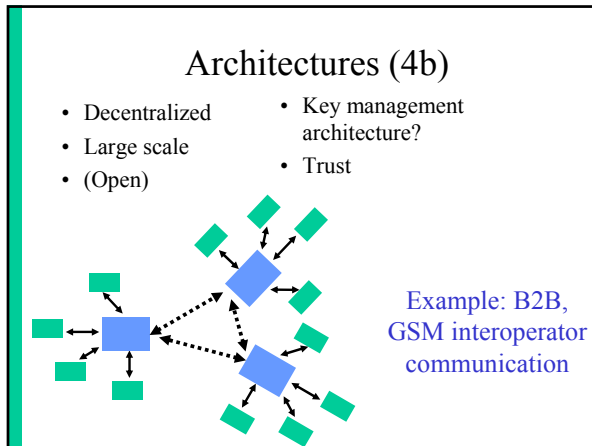 Architectures (4b)
• Decentralized
• Large scale
• (Open)
• Key management
architecture?
• Trust
Example: B2B,
GSM interoperator
communication